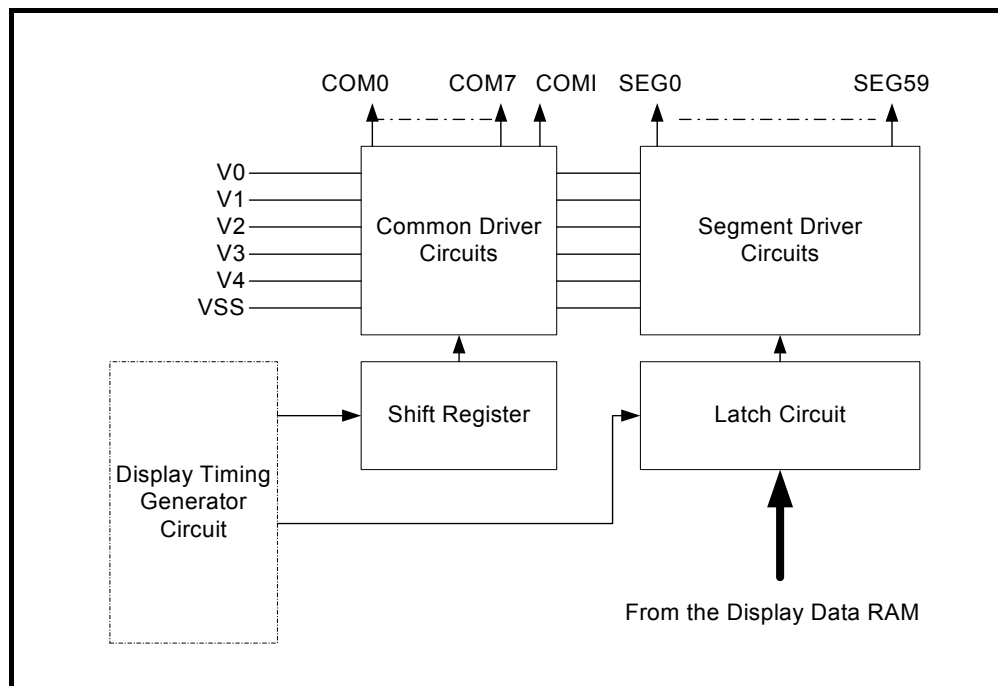 COM0 COM7 COMI SEG0 SEG59
V0
V1
V2
V3
V4
VSS
Common Driver
Circuits
Segment Driver
Circuits
Shift Register
Latch Circuit
Display Timing
Generator
Circuit
From the Display Data RAM